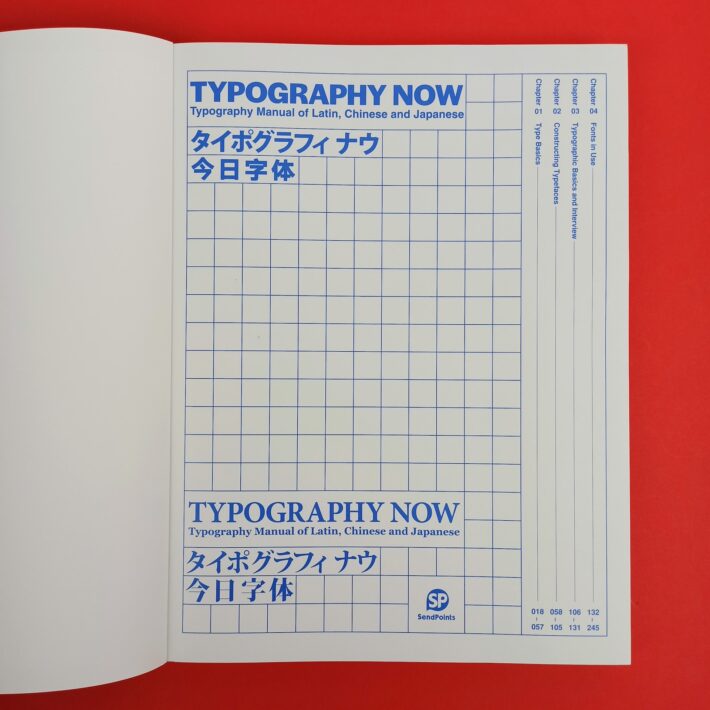 TYPOGRAPHY NOW
Typography Manual of Latin, Chinese and Japanese
タイポグラフィ ナウ
今日字体
TYPOGRAPHY NOW
Typography Manual of Latin, Chinese and Japanese
タイポグラフィ ナウ
今日字体
SP
SendPoints
Chapter 04 Fonts in Use 132 - 245
Chapter 03 Typographic Basics and Interview 106 - 131
Chapter 02 Constructing Typefaces 058 - 105
Chapter 01 Type Basics 018 - 057